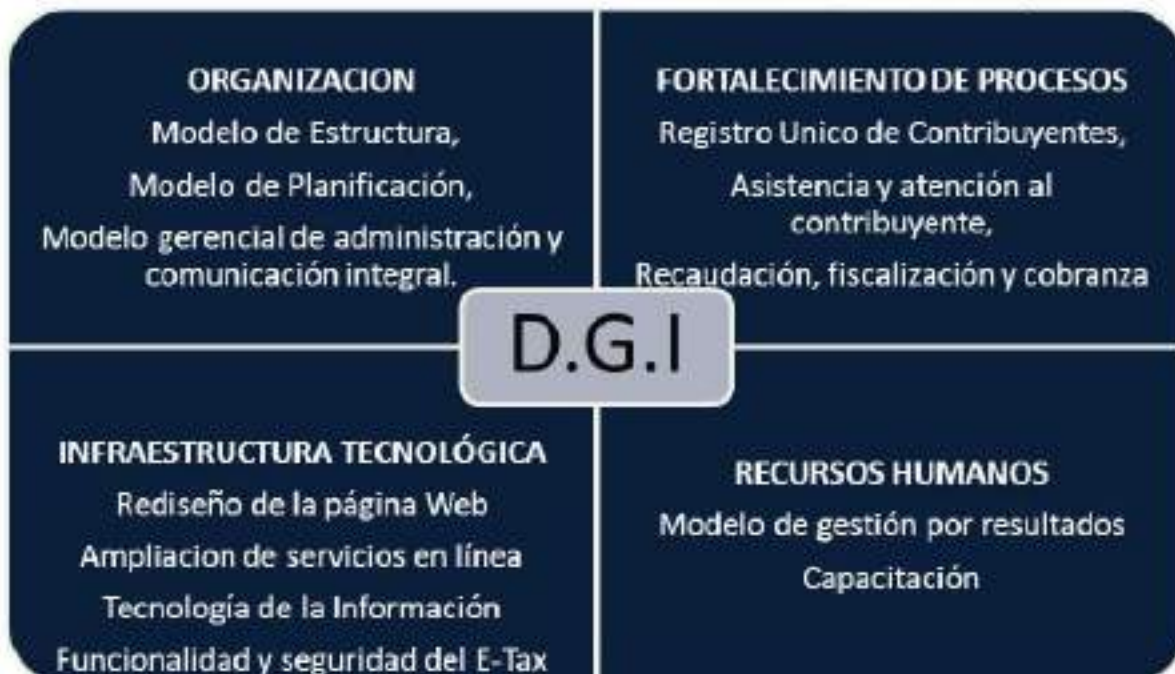 ORGANIZACION
Modelo de Estructura,
Modelo de Planificación,
Modelo gerencial de administración y
comunicación integral.
FORTALECIMIENTO DE PROCESOS
Registro Unico de Contribuyentes,
Asistencia y atención al
contribuyente,
Recaudación, fiscalización y cobranza
D.G.I
INFRAESTRUCTURA TECNOLÓGICA
Rediseño de la página Web
Ampliacion de servicios en línea
Tecnología de la Información
Funcionalidad y seguridad del E-Tax
RECURSOS HUMANOS
Modelo de gestión por resultados
Capacitación